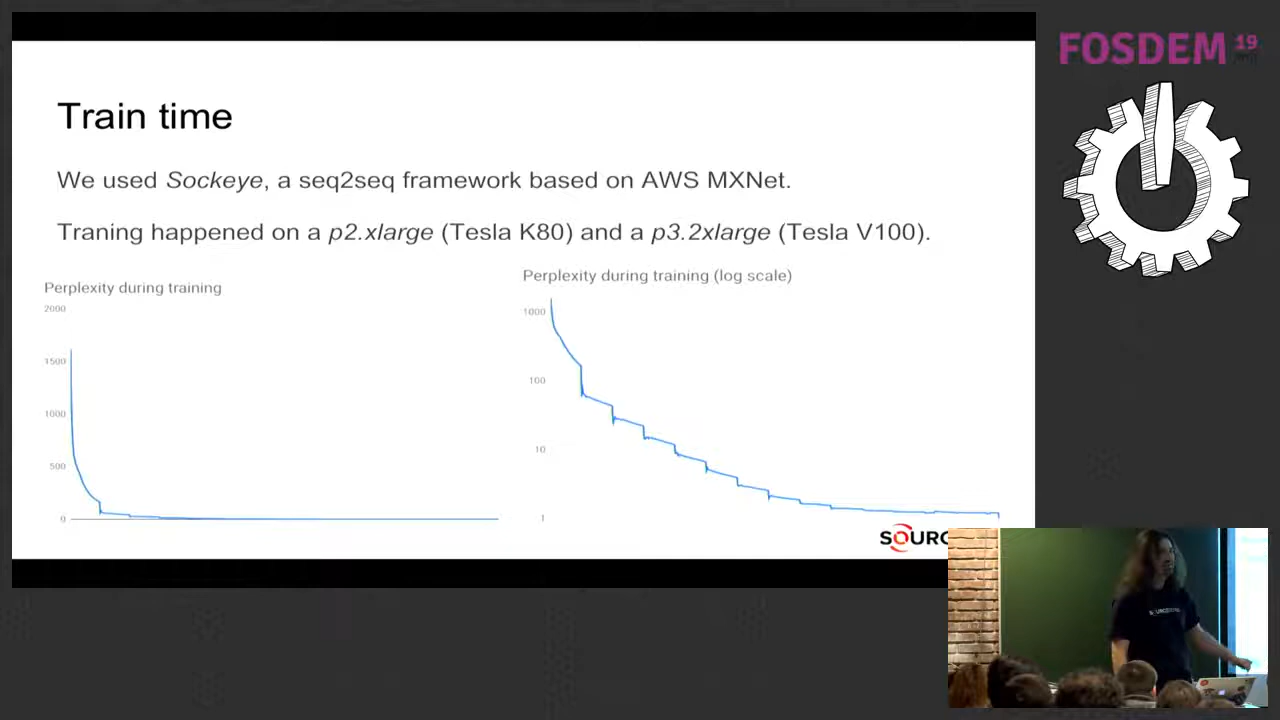 FOSDEM 19
Train time
We used Sockeye, a seq2seq framework based on AWS MXNet.
Traning happened on a p2.xlarge (Tesla K80) and a p3.2xlarge (Tesla V100).
Perplexity during training
2000
1500
1000
500
0
Perplexity during training (log scale)
1000
100
10
1